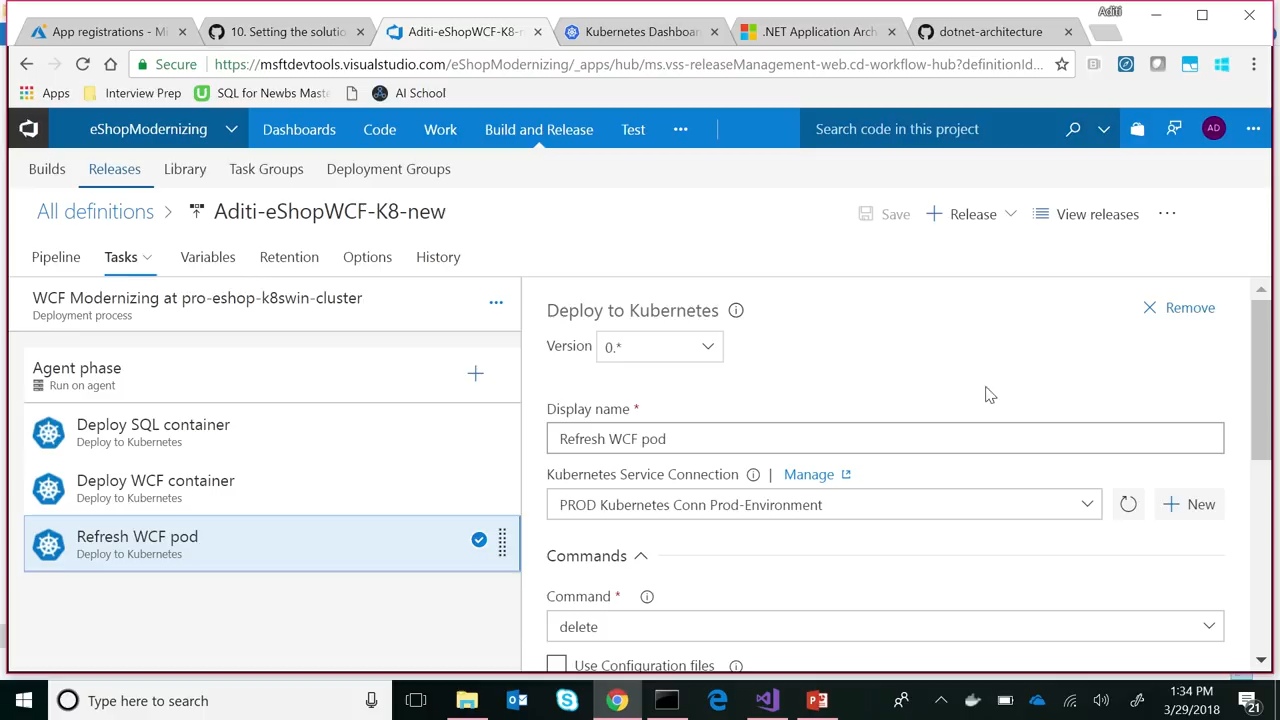 Aditi
App registrations - Mi
10. Setting the solutio
Aditi-eShopWCF-K8-n
Kubernetes Dashboar
.NET Application Arch
dotnet-architecture
Secure
https://msftdevtools.visualstudio.com/eShopModernizing/_apps/hub/ms.vss-releaseManagement-web.cd-workflow-hub?definitionId...
Apps
Interview Prep
SQL for Newbs Maste
AI School
eShopModernizing
Dashboards
Code
Work
Build and Release
Test
Search code in this project
AD
Builds
Releases
Library
Task Groups
Deployment Groups
All definitions
Aditi-eShopWCF-K8-new
Save
Release
View releases
Pipeline
Tasks
Variables
Retention
Options
History
WCF Modernizing at pro-eshop-k8swin-cluster
Deployment process
Agent phase
Run on agent
Deploy SQL container
Deploy to Kubernetes
Deploy WCF container
Deploy to Kubernetes
Refresh WCF pod
Deploy to Kubernetes
Deploy to Kubernetes
Remove
Version
0.*
Display name *
Refresh WCF pod
Kubernetes Service Connection | Manage
PROD Kubernetes Conn Prod-Environment
New
Commands
Command *
delete
Use Configuration files
Type here to search
1:34 PM
3/29/2018
21